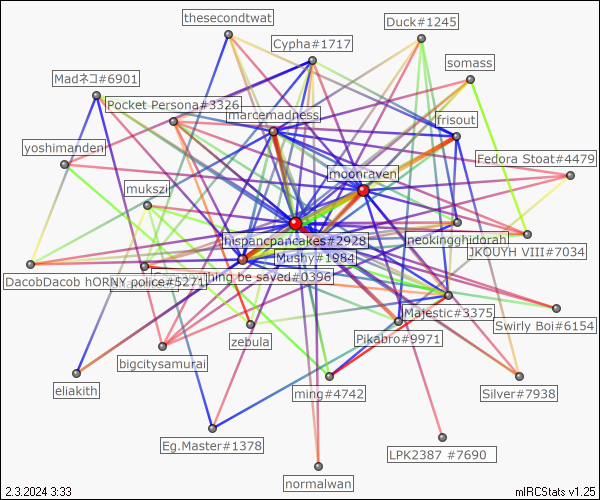 thesecondtwat
Duck#1245
Cypha#1717
somass
Madネコ#6901
Pocket Persona#3326
marcemadness
frisout
yoshimanden
Fedora Stoat#4479
moonraven
mukszi
hispancpancakes#2928
neokingghidorah
JKOUYH VIII#7034
Mushy#1984
thing be saved#0396
DacobDacob hORNY police#5271
Majestic#3375
Swirly Boi#6154
zebula
Pikabro#9971
bigcitysamurai
eliakith
ming#4742
Silver#7938
Eg.Master#1378
LPK2387 #7690
normalwan
2.3.2024 3:33
mIRCStats v1.25